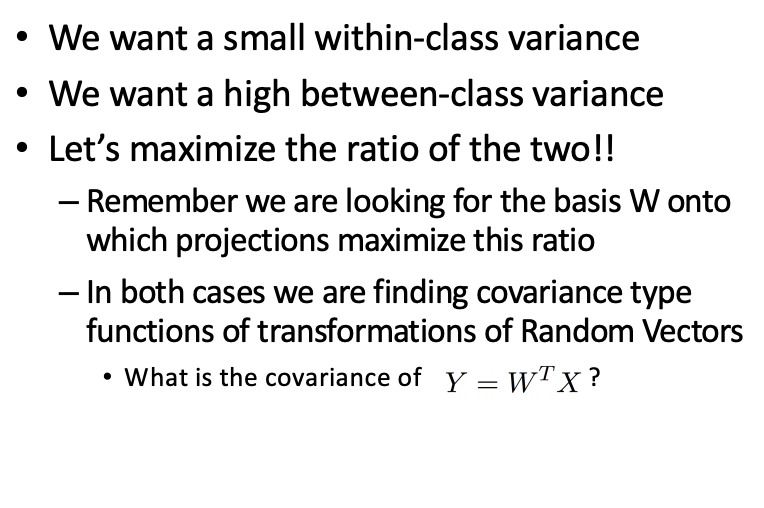 • We want a small within-class variance
• We want a high between-class variance
• Let's maximize the ratio of the two!!
– Remember we are looking for the basis W onto
which projections maximize this ratio
– In both cases we are finding covariance type
functions of transformations of Random Vectors
• What is the covariance of Y = W^T X ?